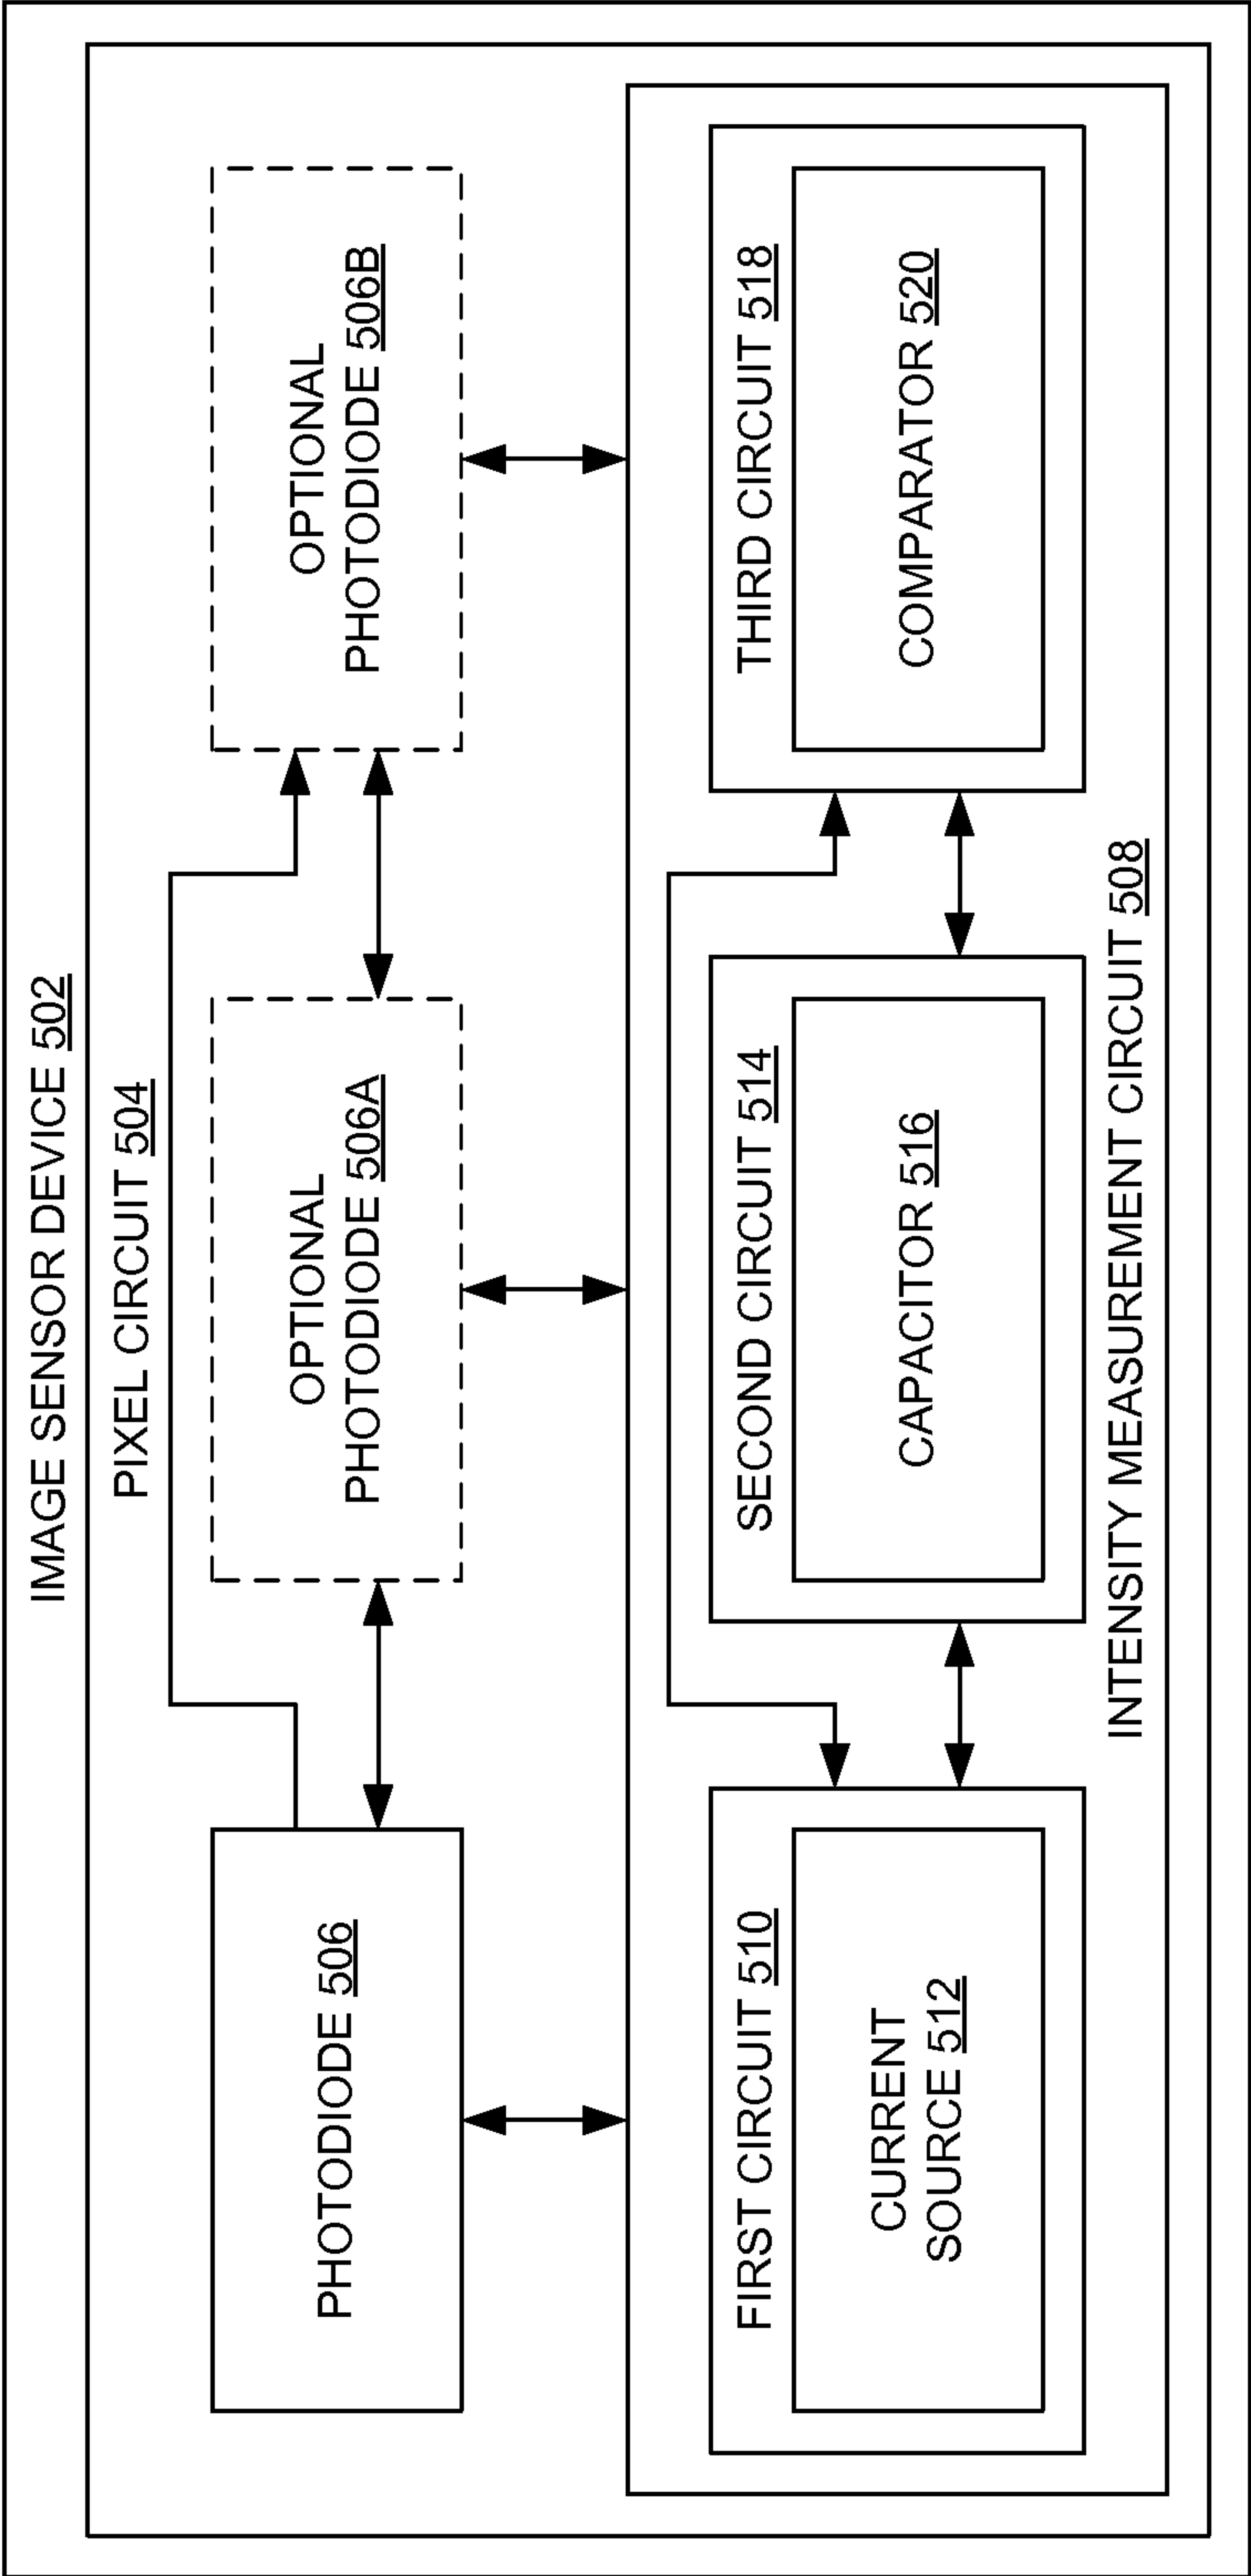 IMAGE SENSOR DEVICE 502
PIXEL CIRCUIT 504
PHOTODIODE 506
OPTIONAL
PHOTODIODE 506A
OPTIONAL
PHOTODIODE 506B
FIRST CIRCUIT 510
CURRENT
SOURCE 512
SECOND CIRCUIT 514
CAPACITOR 516
THIRD CIRCUIT 518
COMPARATOR 520
INTENSITY MEASUREMENT CIRCUIT 508